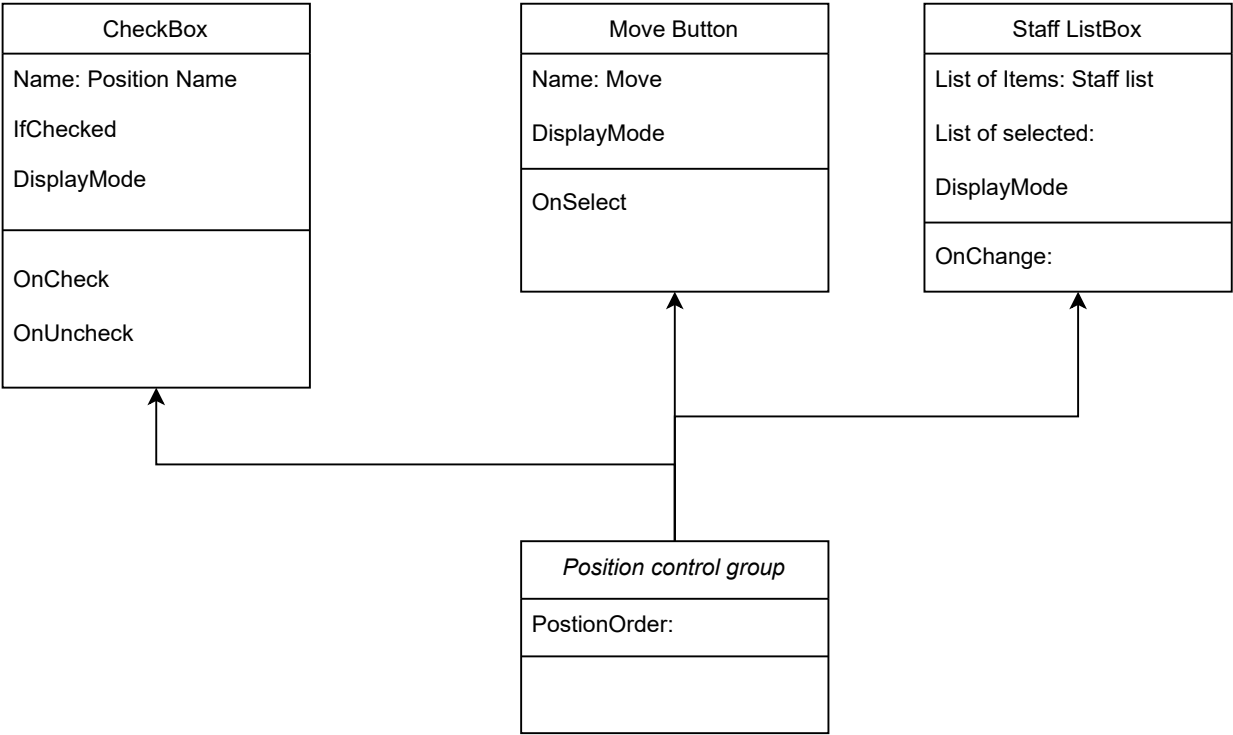 CheckBox
Name: Position Name
IfChecked
DisplayMode
OnCheck
OnUncheck
Move Button
Name: Move
DisplayMode
OnSelect
Staff ListBox
List of Items: Staff list
List of selected:
DisplayMode
OnChange:
Position control group
PostionOrder: